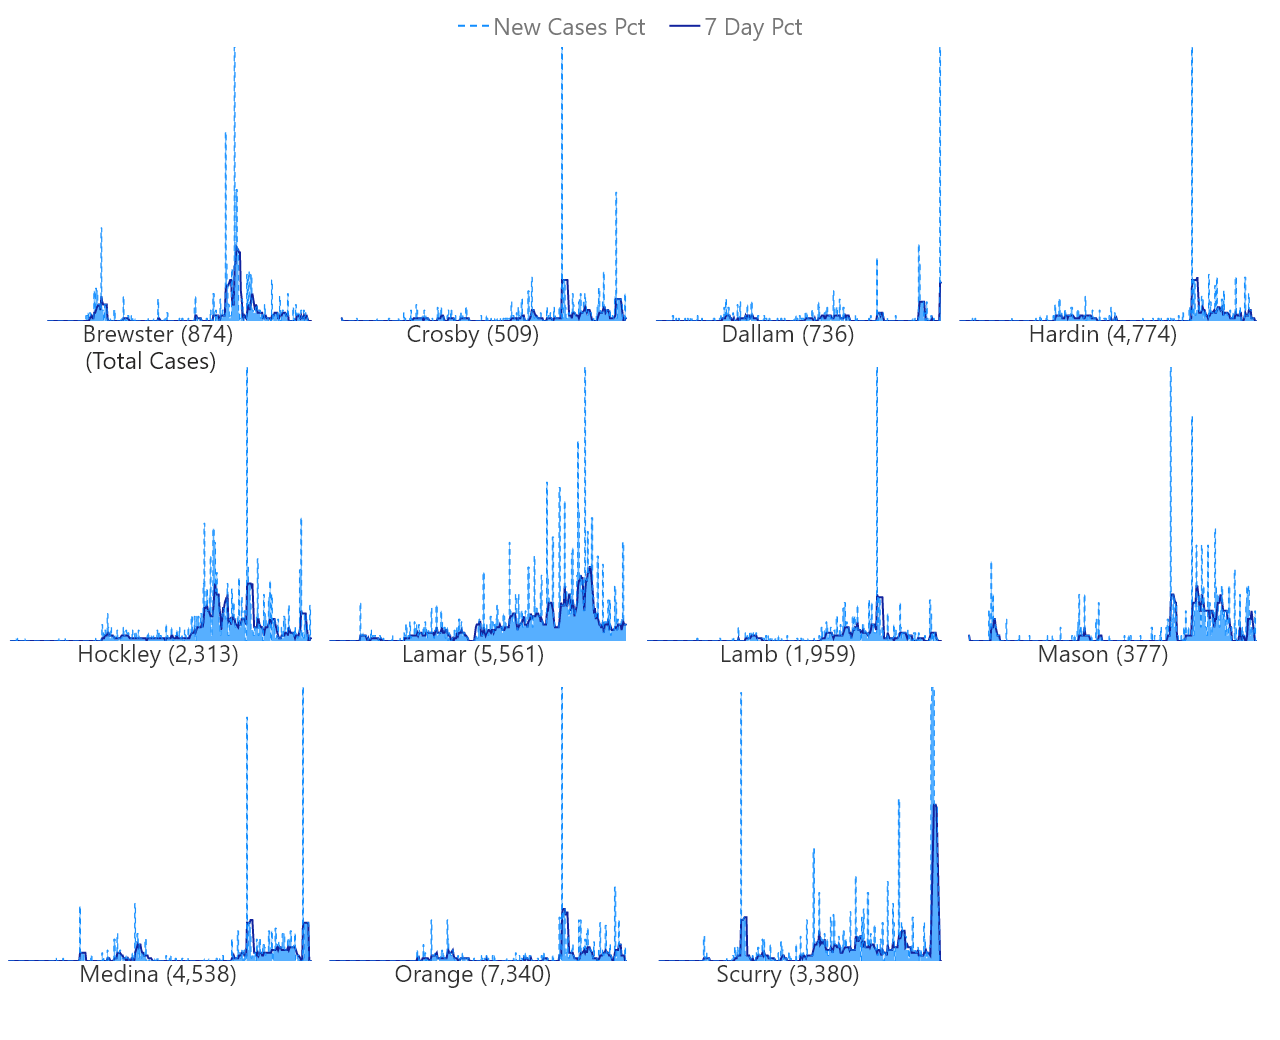 New Cases Pct 7 Day Pct
Brewster (874) Crosby (509) Dallam (736) Hardin (4,774)
(Total Cases)
Hockley (2,313) Lamar (5,561) Lamb (1,959) Mason (377)
Medina (4,538) Orange (7,340) Scurry (3,380)